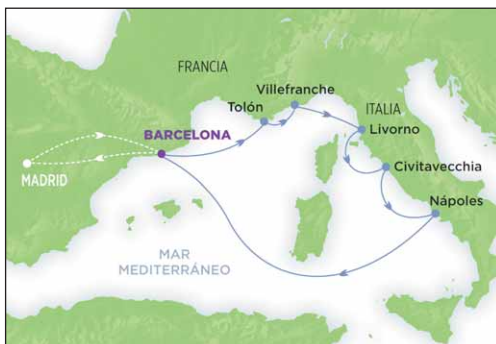 FRANCIA
Villefranche
Tolón
ITALIA
BARCELONA
Livorno
Civitavecchia
MADRID
Nápoles
MAR
MEDITERRÁNEO